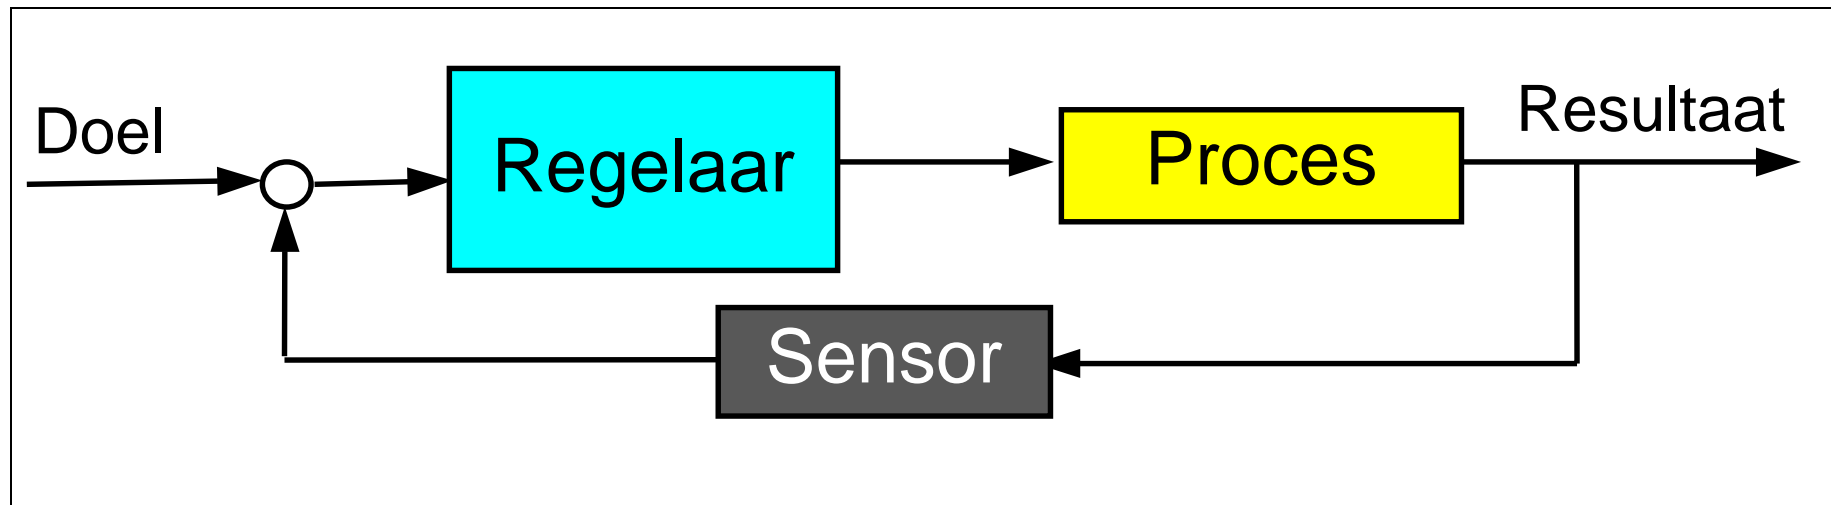 Doel
Regelaar
Proces
Resultaat
Sensor